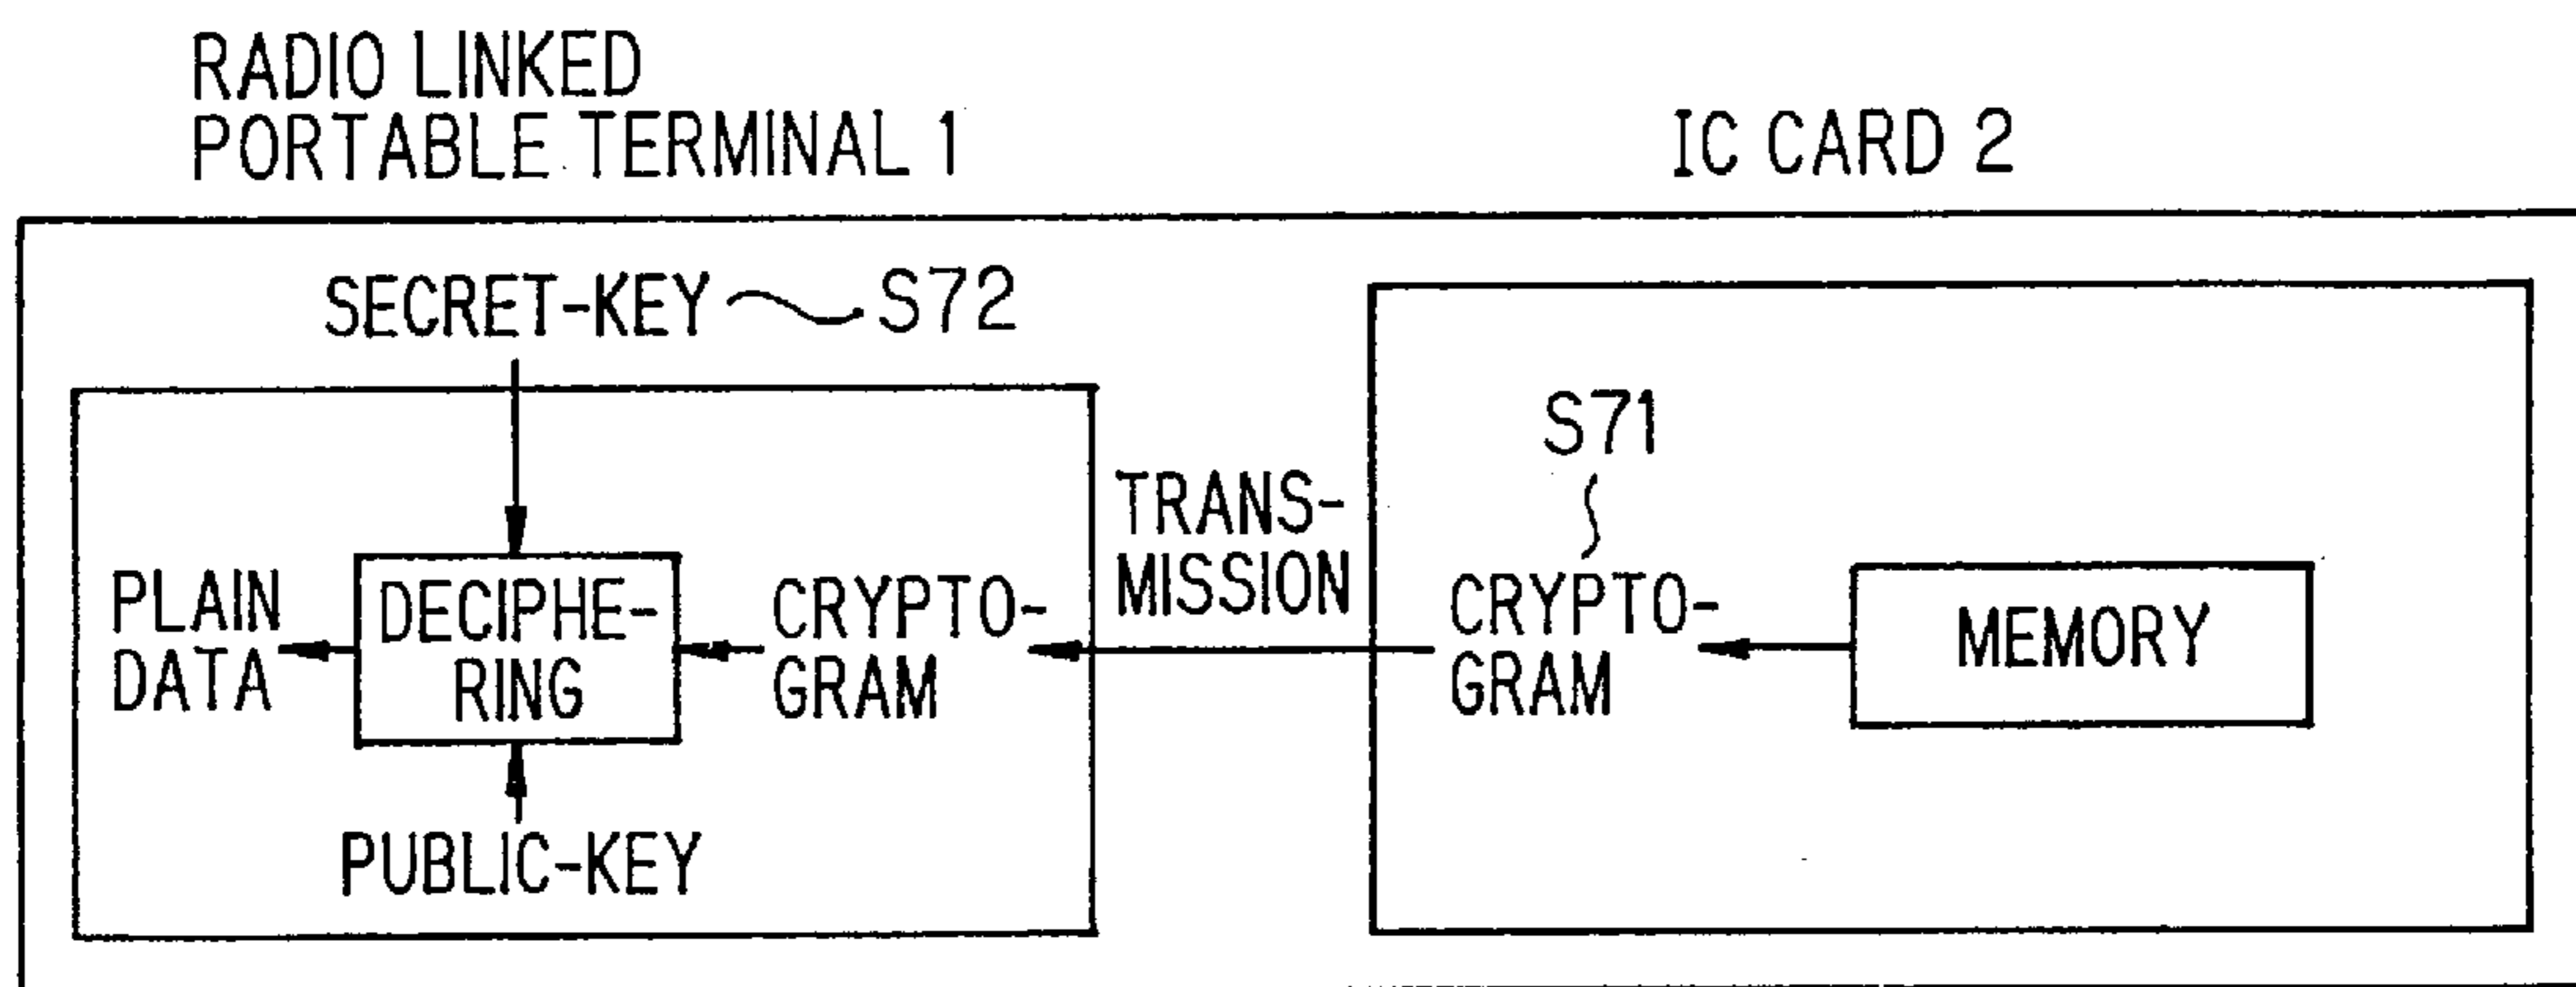 RADIO LINKED
PORTABLE TERMINAL 1
IC CARD 2
SECRET-KEY S72
S71
TRANS-
MISSION
PLAIN
DATA
DECIPHE-
RING
CRYPTO-
GRAM
CRYPTO-
GRAM
MEMORY
PUBLIC-KEY